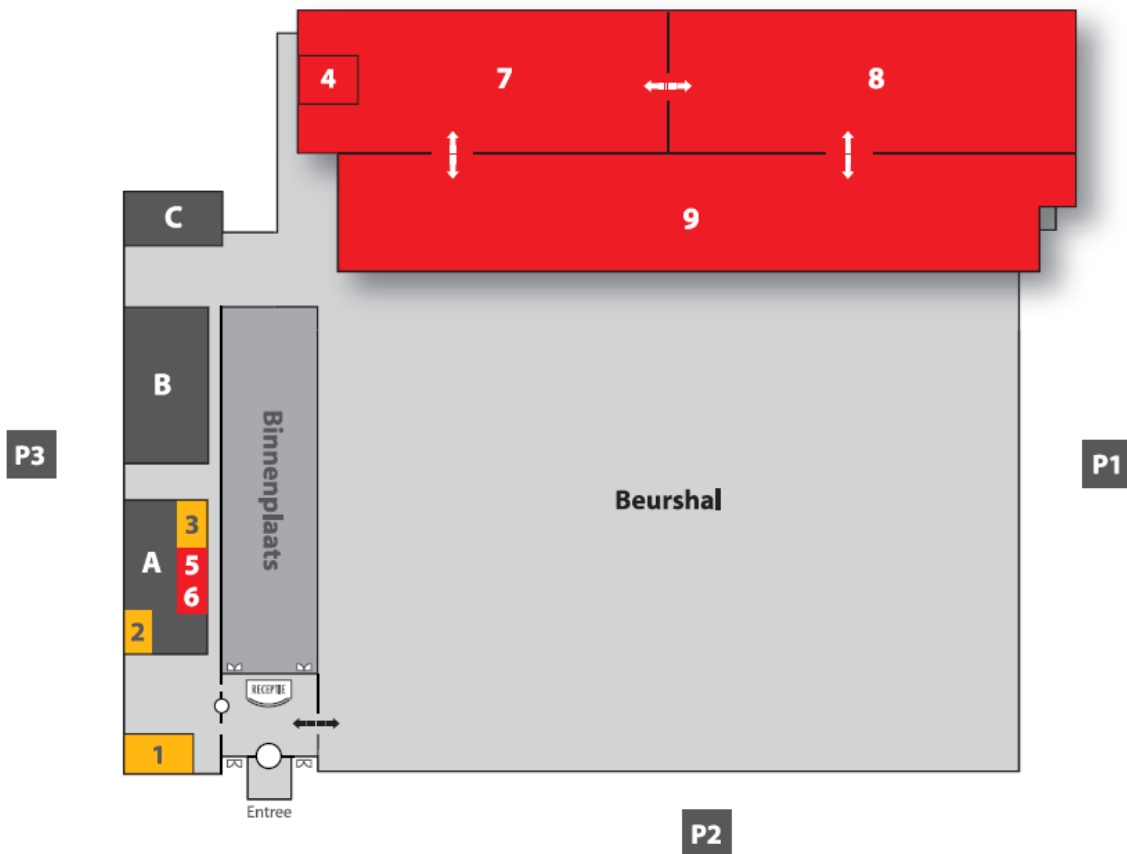 4
7
8
C
9
B
Binnenplaats
P3
P1
Beurshal
3
A
5
6
2
RECEPTIE
1
Entree
P2